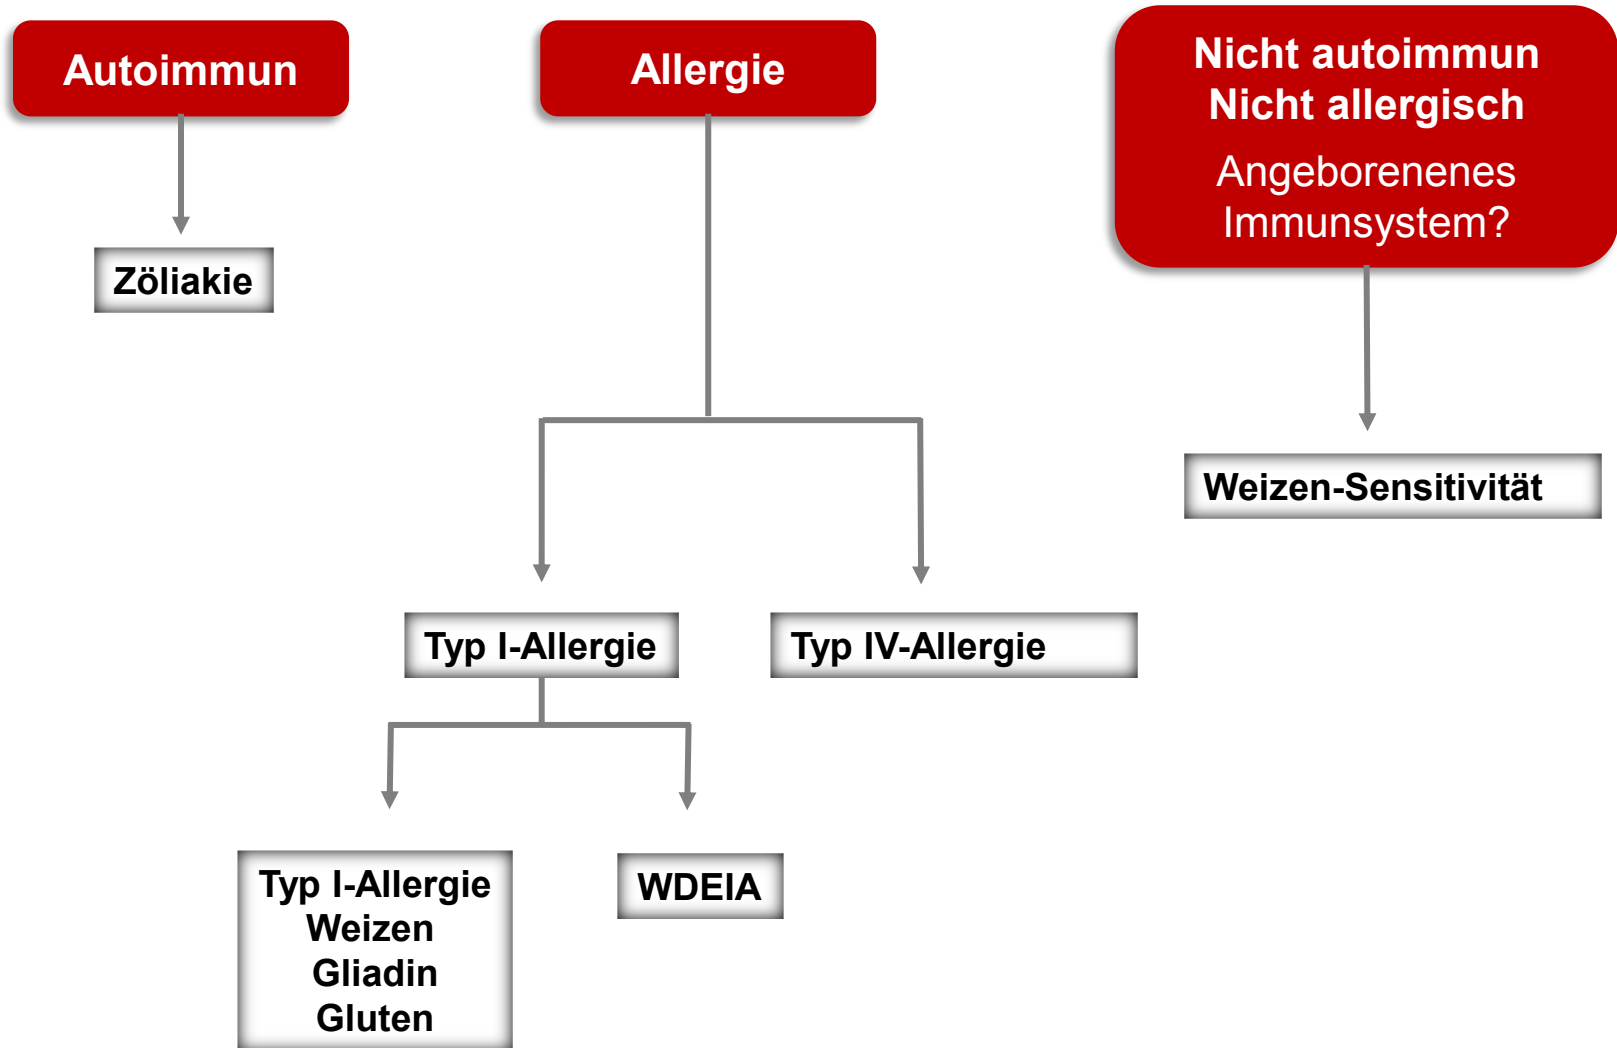 Autoimmun
Allergie
Nicht autoimmun
Nicht allergisch
Angeborenenes
Immunsystem?
Zöliakie
Weizen-Sensitivität
Typ I-Allergie
Typ IV-Allergie
Typ I-Allergie
Weizen
Gliadin
Gluten
WDEIA